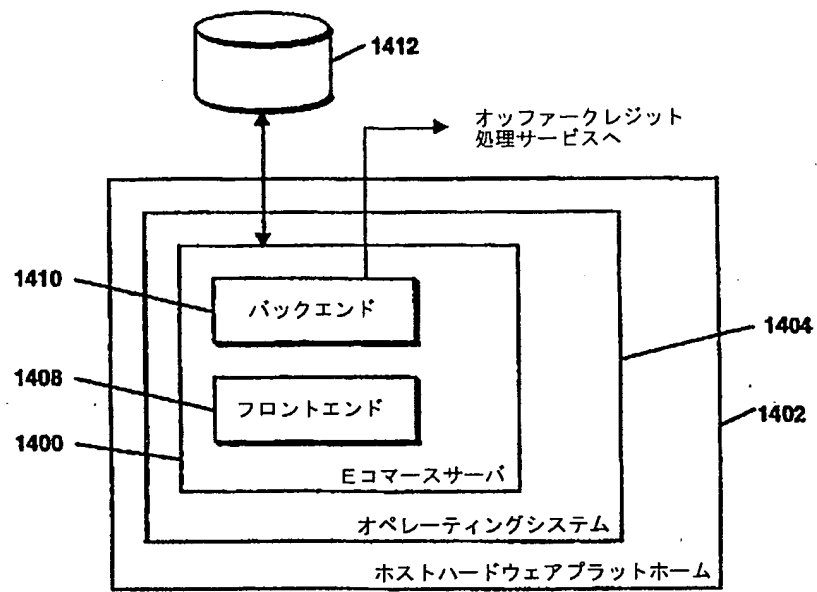 1412
オッファークレジット
処理サービスへ
1410
バックエンド
1404
1408
フロントエンド
1402
1400
Eコマースサーバ
オペレーティングシステム
ホストハードウェアプラットホーム